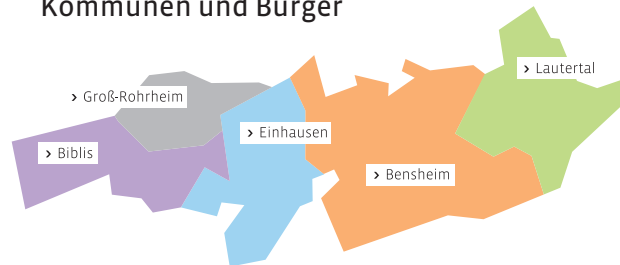 Kommunen und Bürger
› Lautertal
› Groß-Rohrheim
› Einhausen
› Biblis
› Bensheim